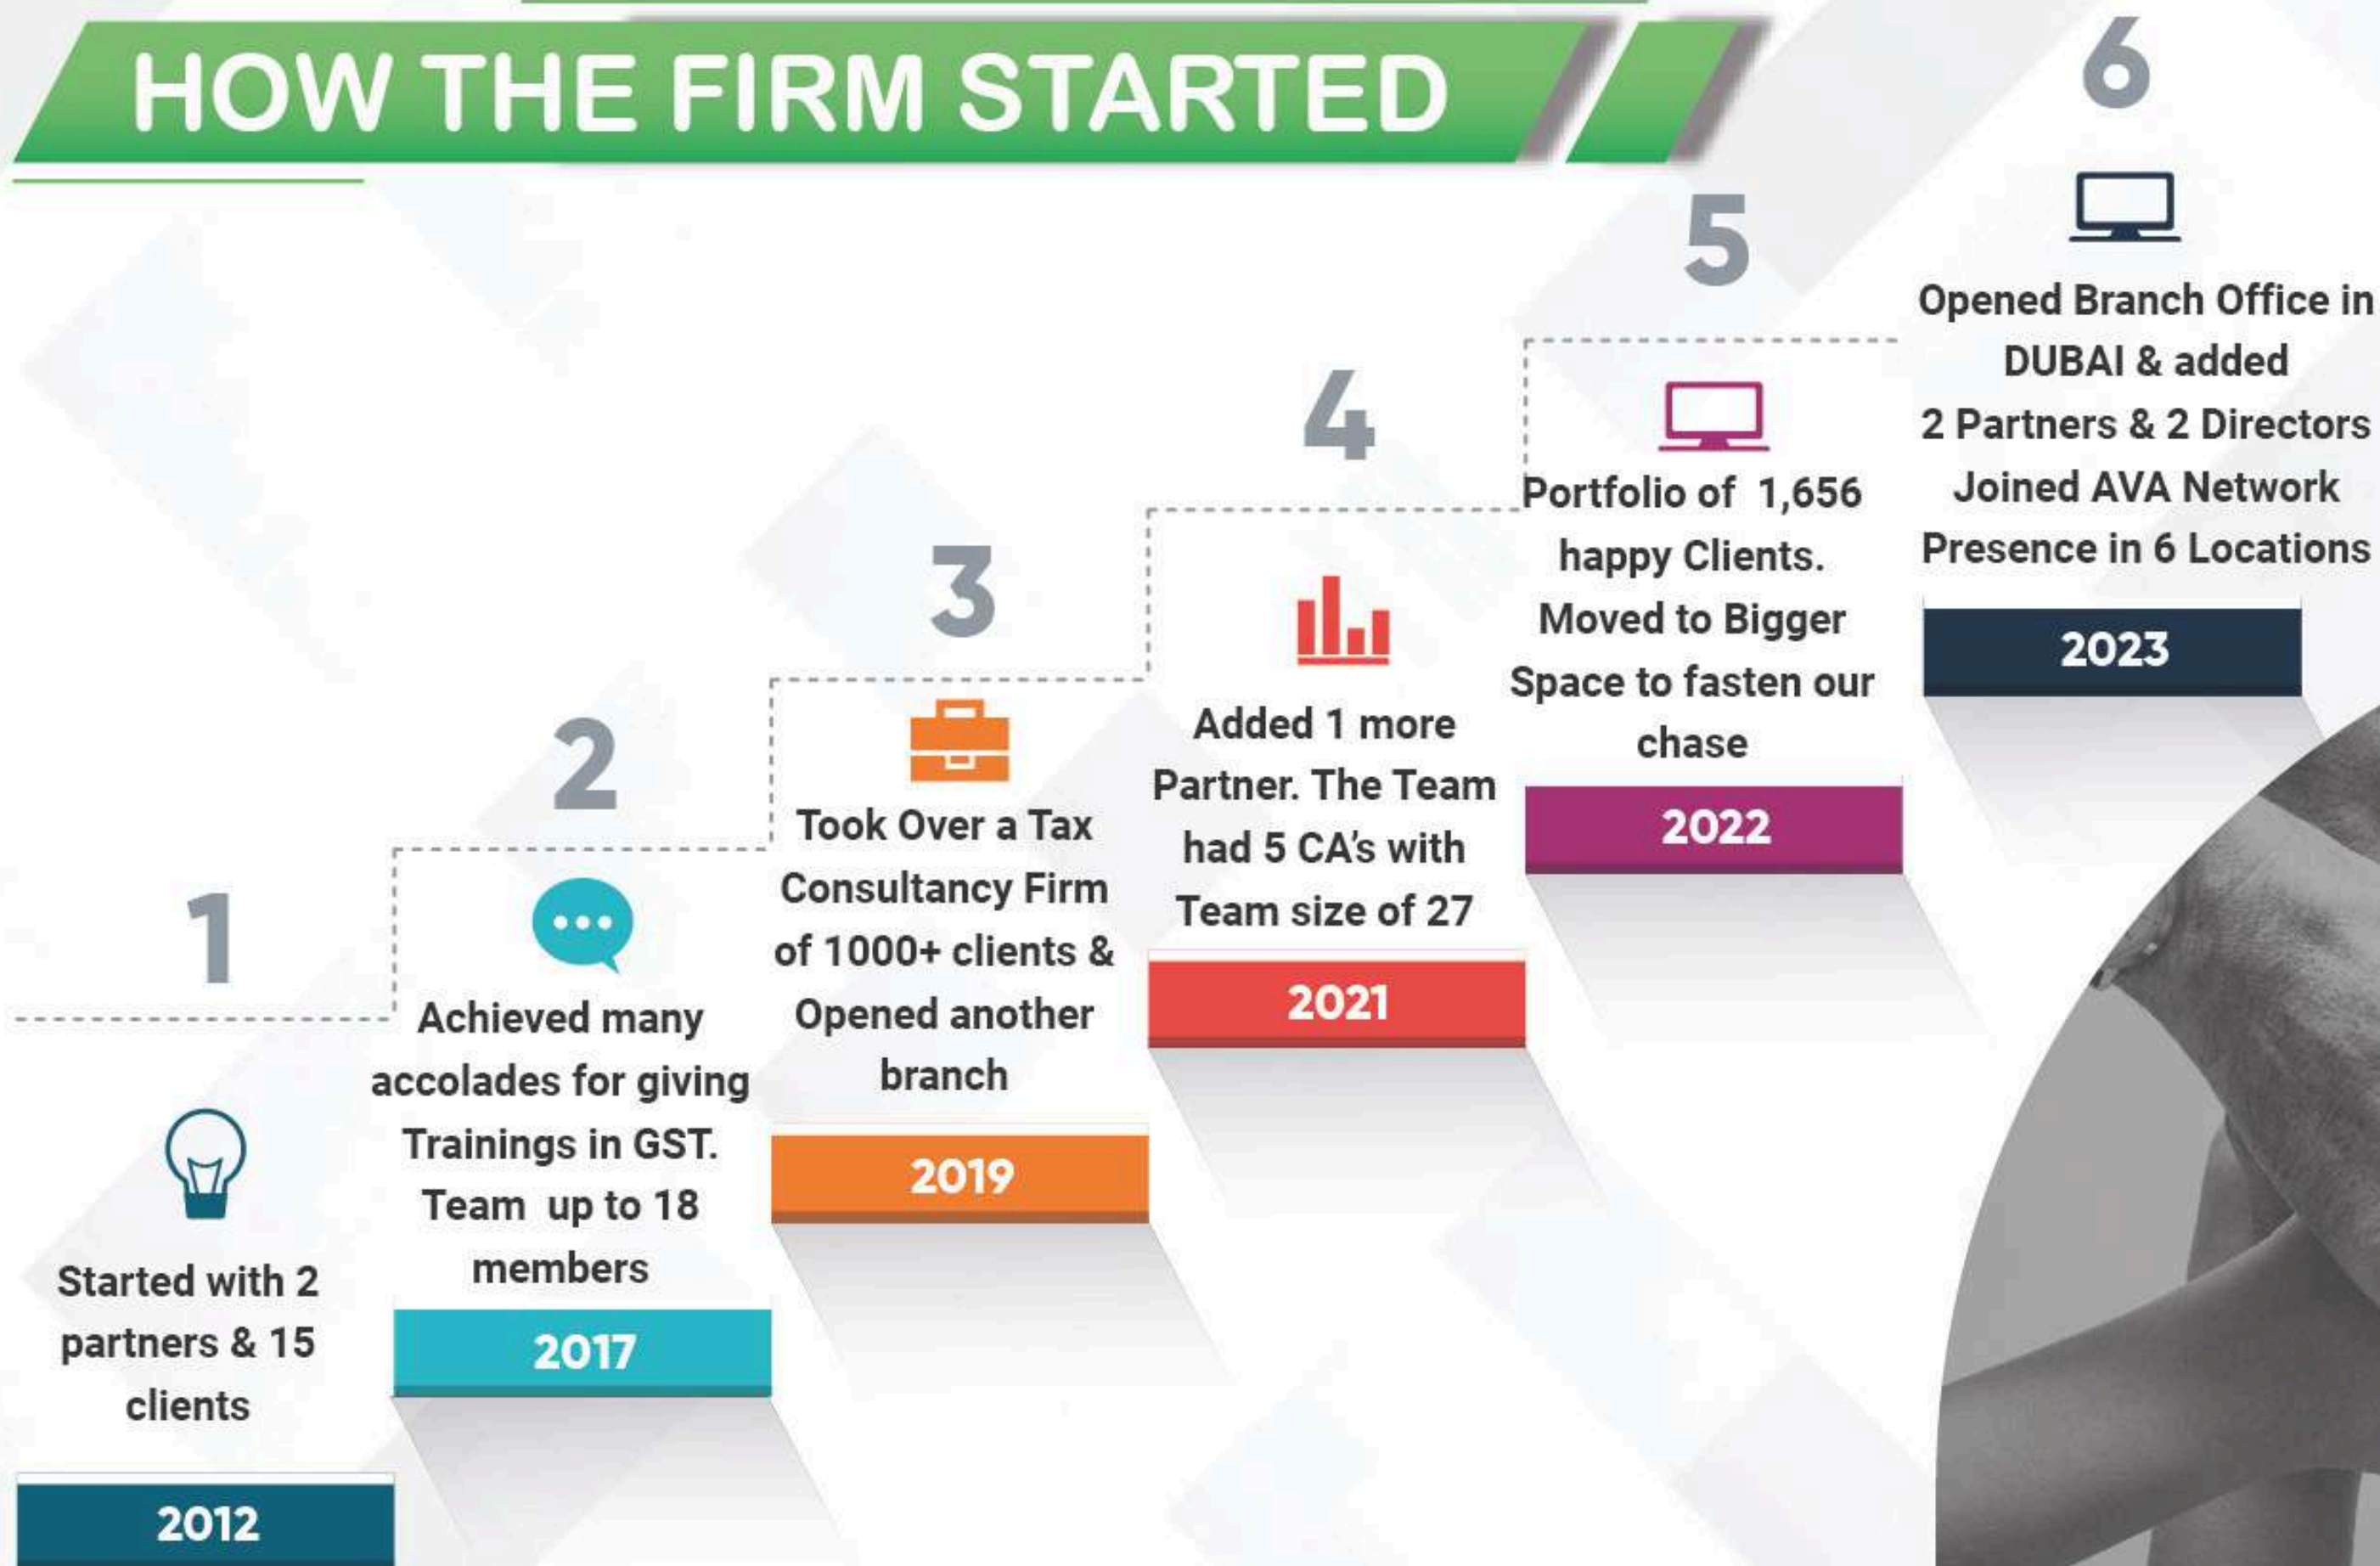 HOW THE FIRM STARTED
1
Started with 2
partners & 15
clients
2012
2
Achieved many
accolades for giving
Trainings in GST.
Team up to 18
members
2017
3
Took Over a Tax
Consultancy Firm
of 1000+ clients &
Opened another
branch
2019
4
Added 1 more
Partner. The Team
had 5 CA's with
Team size of 27
2021
5
Portfolio of 1,656
happy Clients.
Moved to Bigger
Space to fasten our
chase
2022
6
Opened Branch Office in
DUBAI & added
2 Partners & 2 Directors
Joined AVA Network
Presence in 6 Locations
2023